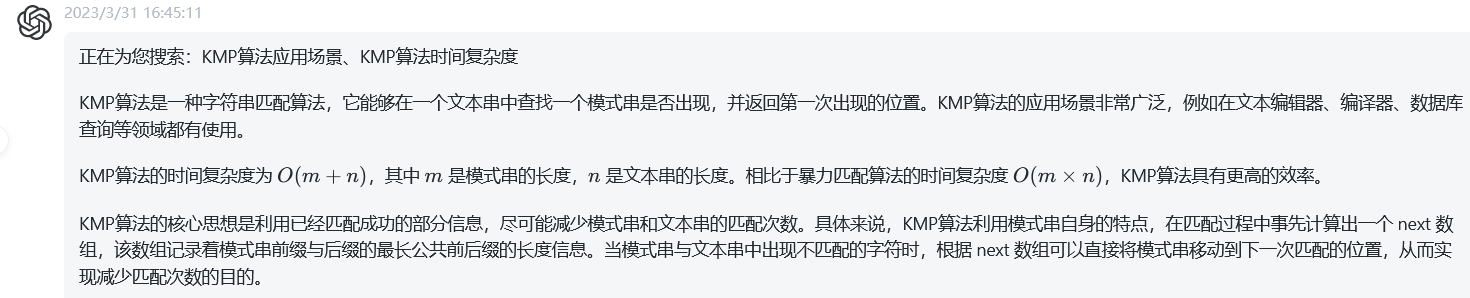 2023/3/31 16:45:11
正在为您搜索：KMP算法应用场景、KMP算法时间复杂度
KMP算法是一种字符串匹配算法，它能够在一个文本串中查找一个模式串是否出现，并返回第一次出现的位置。KMP算法的应用场景非常广泛，例如在文本编辑器、编译器、数据库
查询等领域都有使用。
KMP算法的时间复杂度为 O(m + n)，其中 m 是模式串的长度，n 是文本串的长度。相比于暴力匹配算法的时间复杂度 O(m × n)，KMP算法具有更高的效率。
KMP算法的核心思想是利用已经匹配成功的部分信息，尽可能减少模式串和文本串的匹配次数。具体来说，KMP算法利用模式串自身的特点，在匹配过程中事先计算出一个 next 数
组，该数组记录着模式串前缀与后缀的最长公共前后缀的长度信息。当模式串与文本串中出现不匹配的字符时，根据 next 数组可以直接将模式串移动到下一次匹配的位置，从而实
现减少匹配次数的目的。